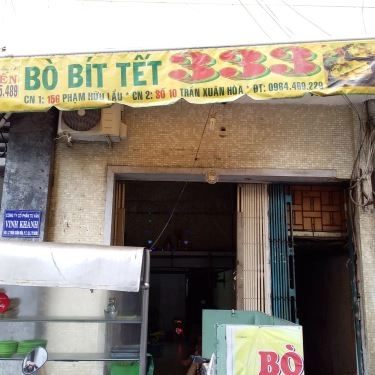 BÒ BÍT TẾT 333
CN 1: 156 PHẠM HỮU LẦU * CN 2: SỐ 10 TRẦN XUÂN HÒA * ĐT: 0984.469.229
VINH KHÁNH
BÒ